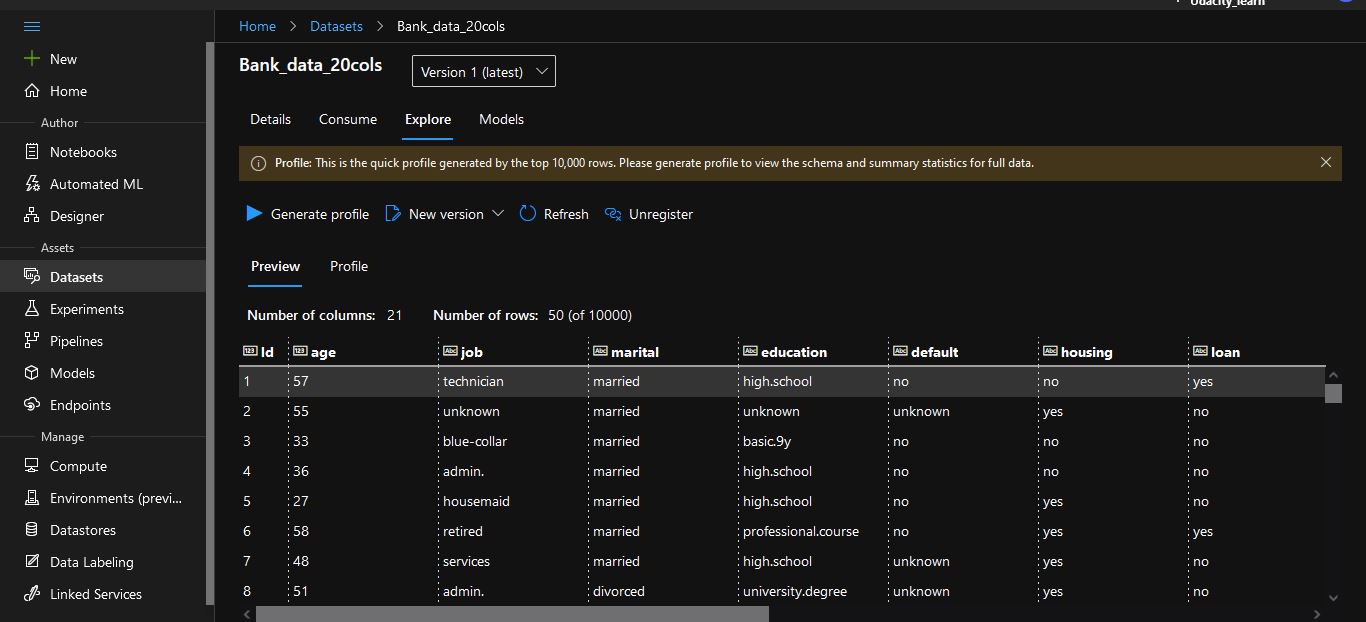 Udacity_learn
Home > Datasets > Bank_data_20cols
New
Home
Author
Notebooks
Automated ML
Designer
Assets
Datasets
Experiments
Pipelines
Models
Endpoints
Manage
Compute
Environments (previ...
Datastores
Data Labeling
Linked Services
Bank_data_20cols Version 1 (latest)
Details Consume Explore Models
Profile: This is the quick profile generated by the top 10,000 rows. Please generate profile to view the schema and summary statistics for full data.
Generate profile New version Refresh Unregister
Preview Profile
Number of columns: 21 Number of rows: 50 (of 10000)
123 Id 123 age Abc job Abc marital Abc education Abc default Abc housing Abc loan
1 57 technician married high.school no no yes
2 55 unknown married unknown unknown yes no
3 33 blue-collar married basic.9y no no no
4 36 admin. married high.school no no no
5 27 housemaid married high.school no yes no
6 58 retired married professional.course no yes yes
7 48 services married high.school unknown yes no
8 51 admin. divorced university.degree unknown yes no